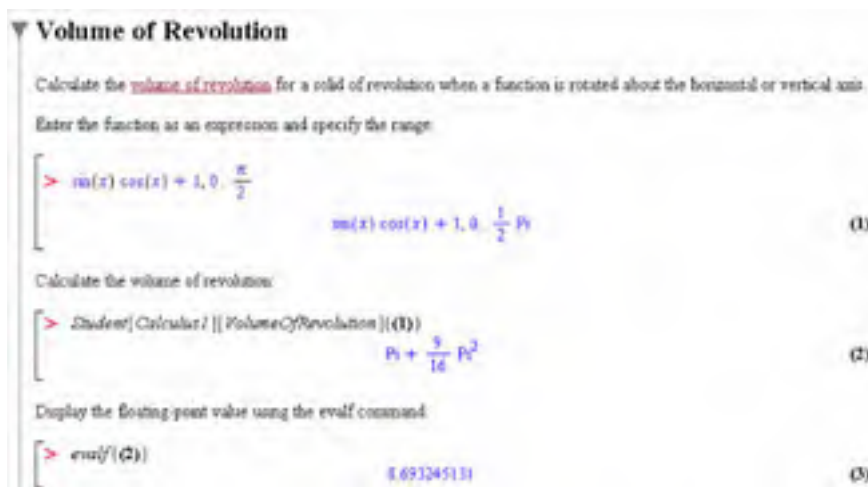 Volume of Revolution
Calculate the volume of revolution for a solid of revolution when a function is rotated about the horizontal or vertical axis.
Enter the function as an expression and specify the range.
> sin(x) cos(x) + 1, 0 .. π/2
sin(x) cos(x) + 1, 0 .. 1/2 Pi (1)
Calculate the volume of revolution:
> Student[Calculus1][VolumeOfRevolution]((1))
Pi + 9/16 Pi² (2)
Display the floating-point value using the evalf command.
> evalf((2))
8.693245131 (3)